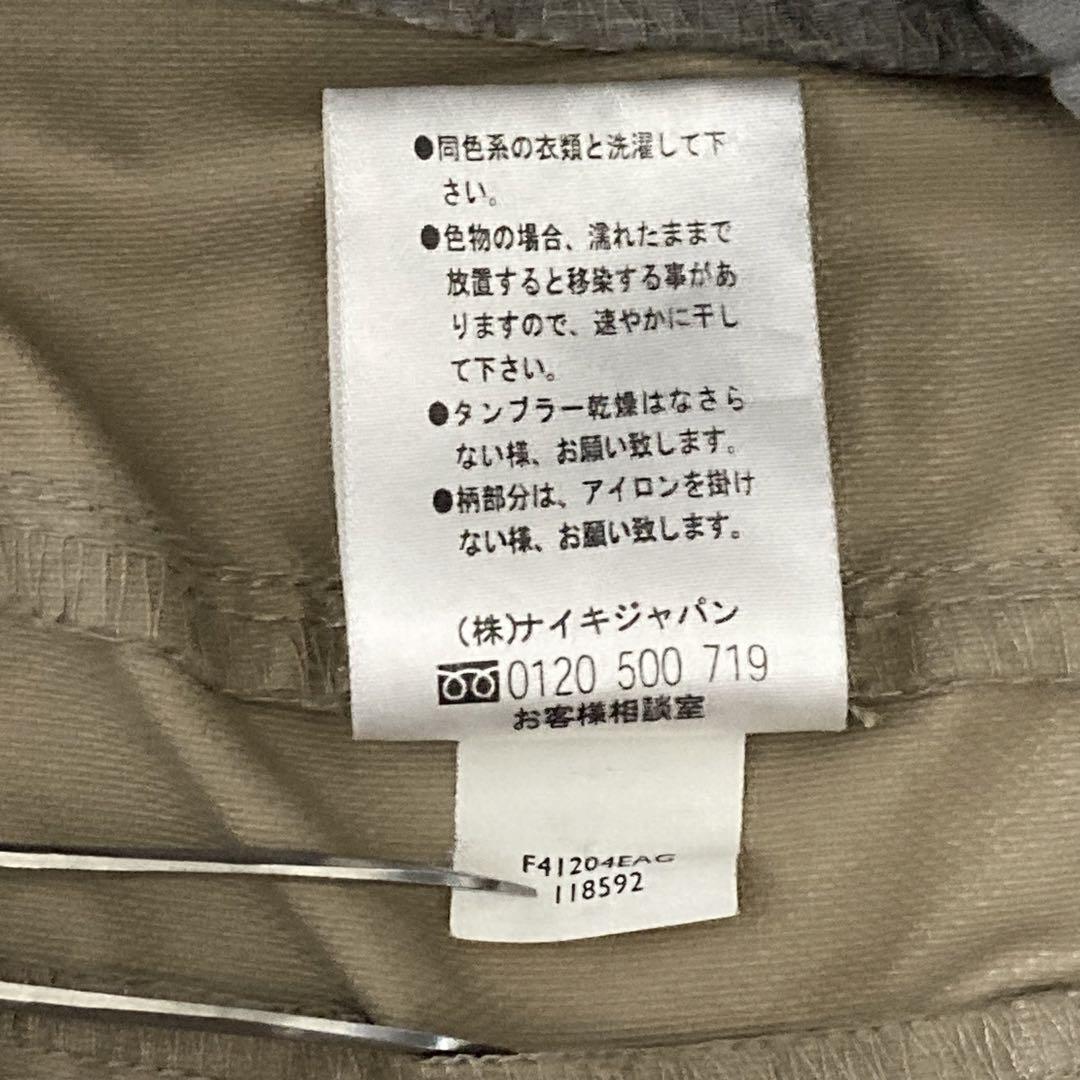 ●同色系の衣類と洗濯して下
さい。
●色物の場合、濡れたままで
放置すると移染する事があ
りますので、速やかに干し
て下さい。
●タンブラー乾燥はなさら
ない様、お願い致します。
●柄部分は、アイロンを掛け
ない様、お願い致します。
(株)ナイキジャパン
0120 500 719
お客様相談室
F41204EAG
118592